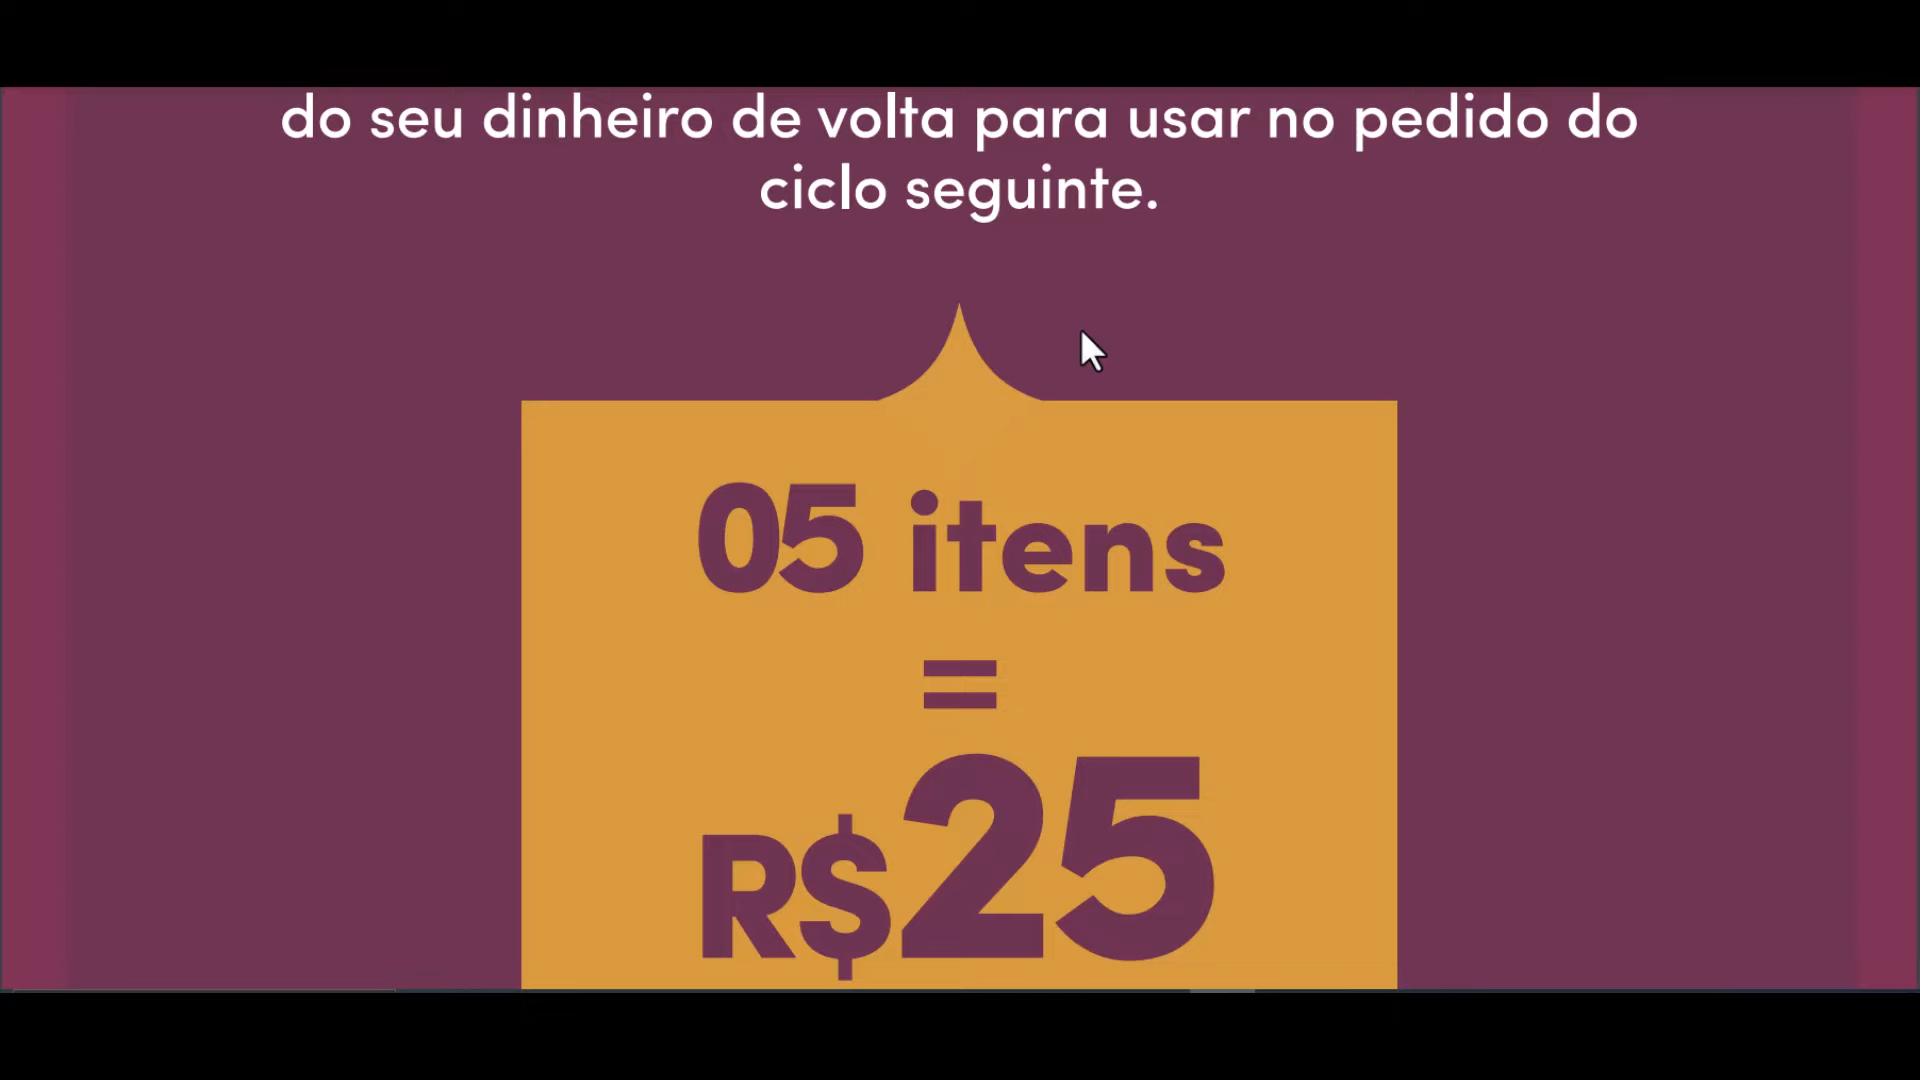 do seu dinheiro de volta para usar no pedido do
ciclo seguinte.
05 itens
=
R$25